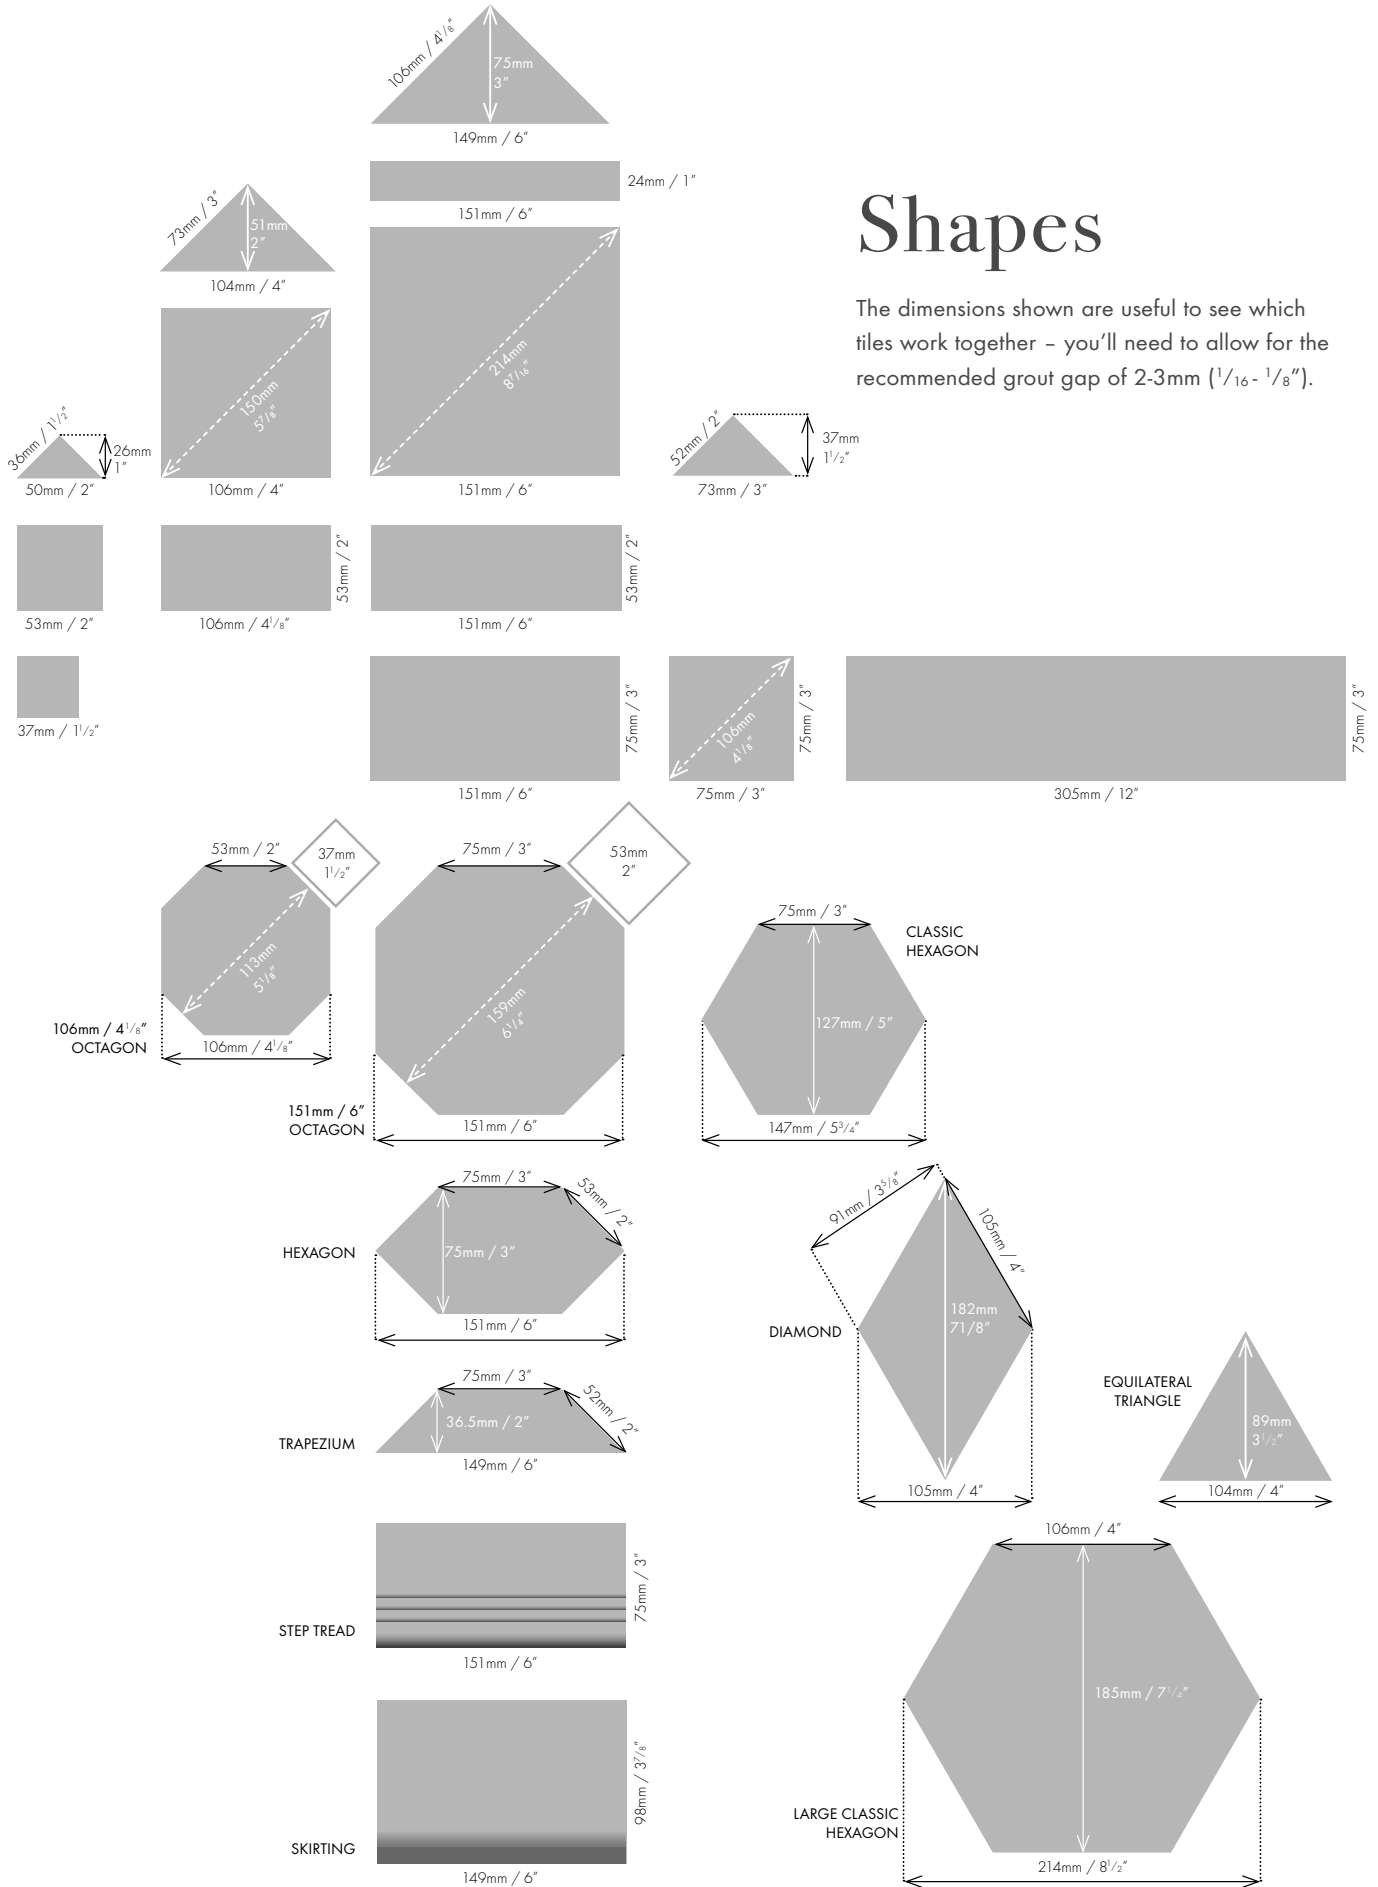 106mm / 4 1/8"
75mm
3"
149mm / 6"
24mm / 1"
151mm / 6"
73mm / 3"
51mm
2"
104mm / 4"
Shapes
The dimensions shown are useful to see which
tiles work together – you'll need to allow for the
recommended grout gap of 2-3mm (1/16 - 1/8").
214mm
8 7/16"
151mm / 6"
150mm
5 7/8"
106mm / 4"
36mm / 1 1/2"
26mm
1"
50mm / 2"
52mm / 2"
37mm
1 1/2"
73mm / 3"
53mm / 2"
53mm / 2"
106mm / 4 1/8"
53mm / 2"
151mm / 6"
37mm / 1 1/2"
75mm / 3"
151mm / 6"
106mm
4 1/8"
75mm / 3"
75mm / 3"
75mm / 3"
305mm / 12"
53mm / 2"
37mm
1 1/2"
113mm
5 1/8"
106mm / 4 1/8"
OCTAGON
106mm / 4 1/8"
75mm / 3"
53mm
2"
159mm
6 1/4"
151mm / 6"
OCTAGON
151mm / 6"
75mm / 3"
CLASSIC
HEXAGON
127mm / 5"
147mm / 5 3/4"
75mm / 3"
53mm / 2"
HEXAGON
75mm / 3"
151mm / 6"
91mm / 3 5/8"
105mm / 4"
182mm
71/8"
DIAMOND
105mm / 4"
75mm / 3"
52mm / 2"
36.5mm / 2"
TRAPEZIUM
149mm / 6"
EQUILATERAL
TRIANGLE
89mm
3 1/2"
104mm / 4"
75mm / 3"
STEP TREAD
151mm / 6"
106mm / 4"
185mm / 7 1/4"
LARGE CLASSIC
HEXAGON
214mm / 8 1/2"
98mm / 3 7/8"
SKIRTING
149mm / 6"